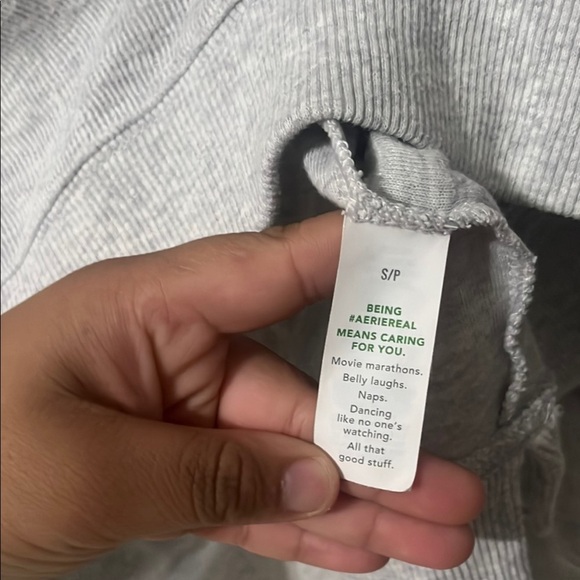 S/P
BEING
#AERIEREAL
MEANS CARING
FOR YOU.
Movie marathons.
Belly laughs.
Naps.
Dancing
like no one's
watching.
All that
good stuff.